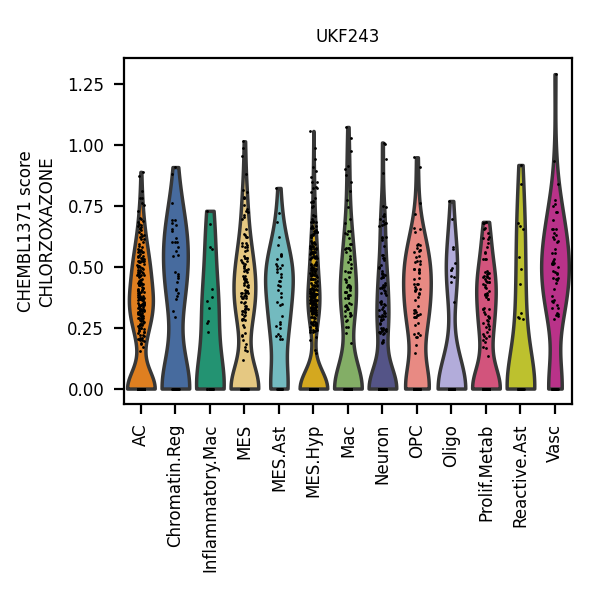 UKF243
CHEMBL1371 score
CHLORZOXAZONE
1.25
1.00
0.75
0.50
0.25
0.00
AC
Chromatin.Reg
Inflammatory.Mac
MES
MES.Ast
MES.Hyp
Mac
Neuron
OPC
Oligo
Prolif.Metab
Reactive.Ast
Vasc